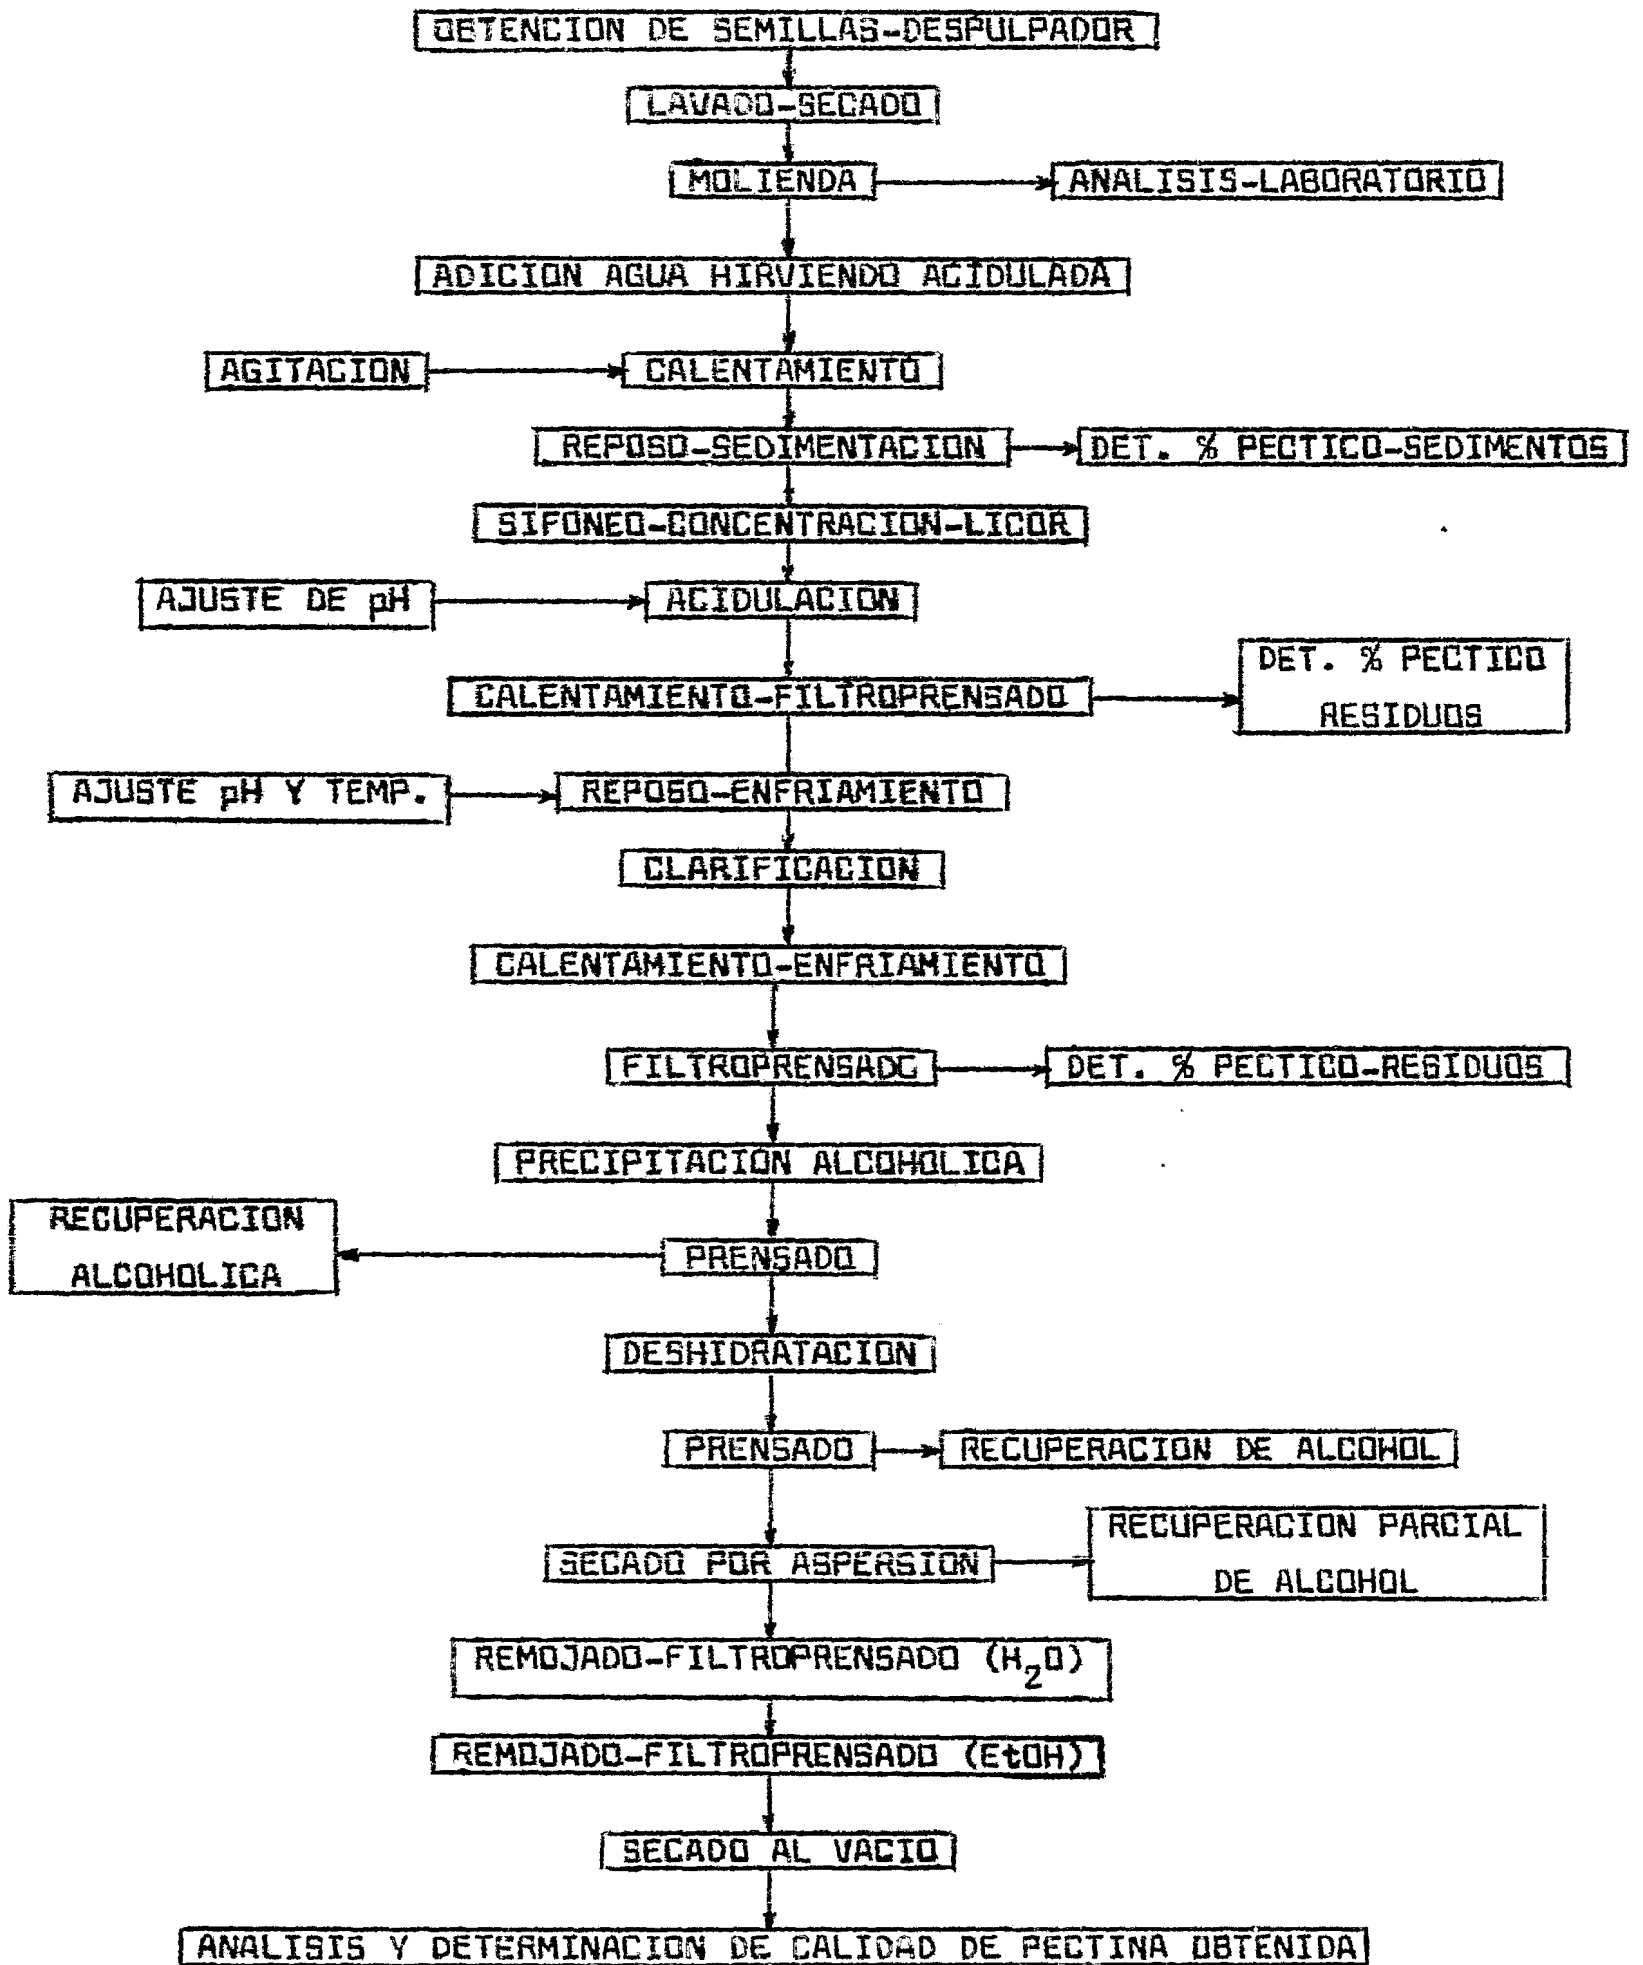 OBTENCION DE SEMILLAS-DESPULPADOR
LAVADO-SECADO
MOLIENDA
ANALISIS-LABORATORIO
ADICION AGUA HIRVIENDO ACIDULADA
AGITACION
CALENTAMIENTO
REPOSO-SEDIMENTACION
DET. % PECTICO-SEDIMENTOS
SIFONEO-CONCENTRACION-LICOR
AJUSTE DE pH
ACIDULACION
DET. % PECTICO
RESIDUOS
CALENTAMIENTO-FILTROPRENSADO
AJUSTE pH Y TEMP.
REPOSO-ENFRIAMIENTO
CLARIFICACION
CALENTAMIENTO-ENFRIAMIENTO
FILTROPRENSADO
DET. % PECTICO-RESIDUOS
PRECIPITACION ALCOHOLICA
RECUPERACION
ALCOHOLICA
PRENSADO
DESHIDRATACION
PRENSADO
RECUPERACION DE ALCOHOL
SECADO POR ASPERSION
RECUPERACION PARCIAL
DE ALCOHOL
REMOJADO-FILTROPRENSADO (H2O)
REMOJADO-FILTROPRENSADO (EtOH)
SECADO AL VACIO
ANALISIS Y DETERMINACION DE CALIDAD DE PECTINA OBTENIDA